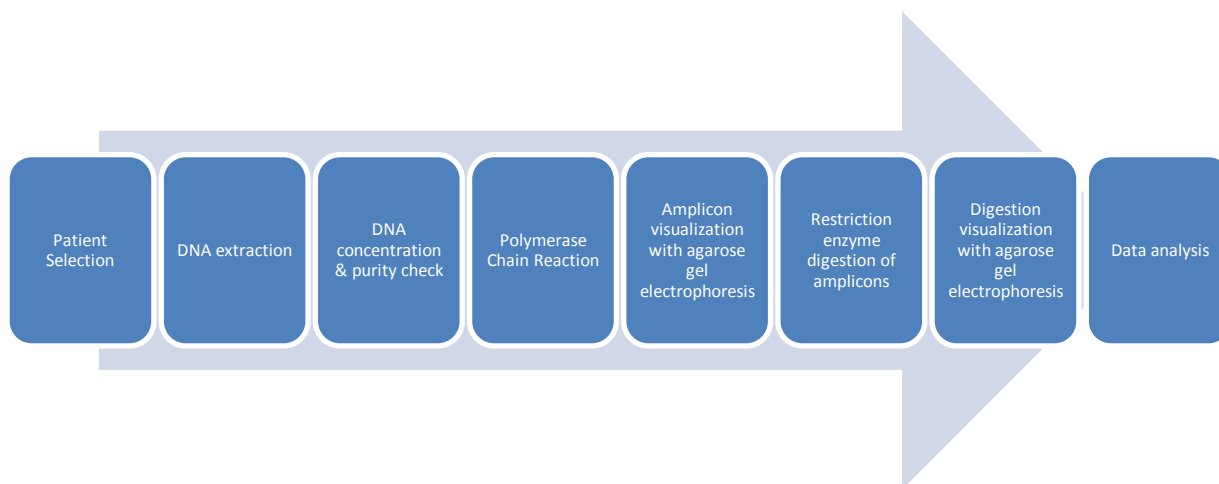 Patient
Selection
DNA extraction
DNA
concentration
& purity check
Polymerase
Chain Reaction
Amplicon
visualization
with agarose
gel
electrophoresis
Restriction
enzyme
digestion of
amplicons
Digestion
visualization
with agarose
gel
electrophoresis
Data analysis